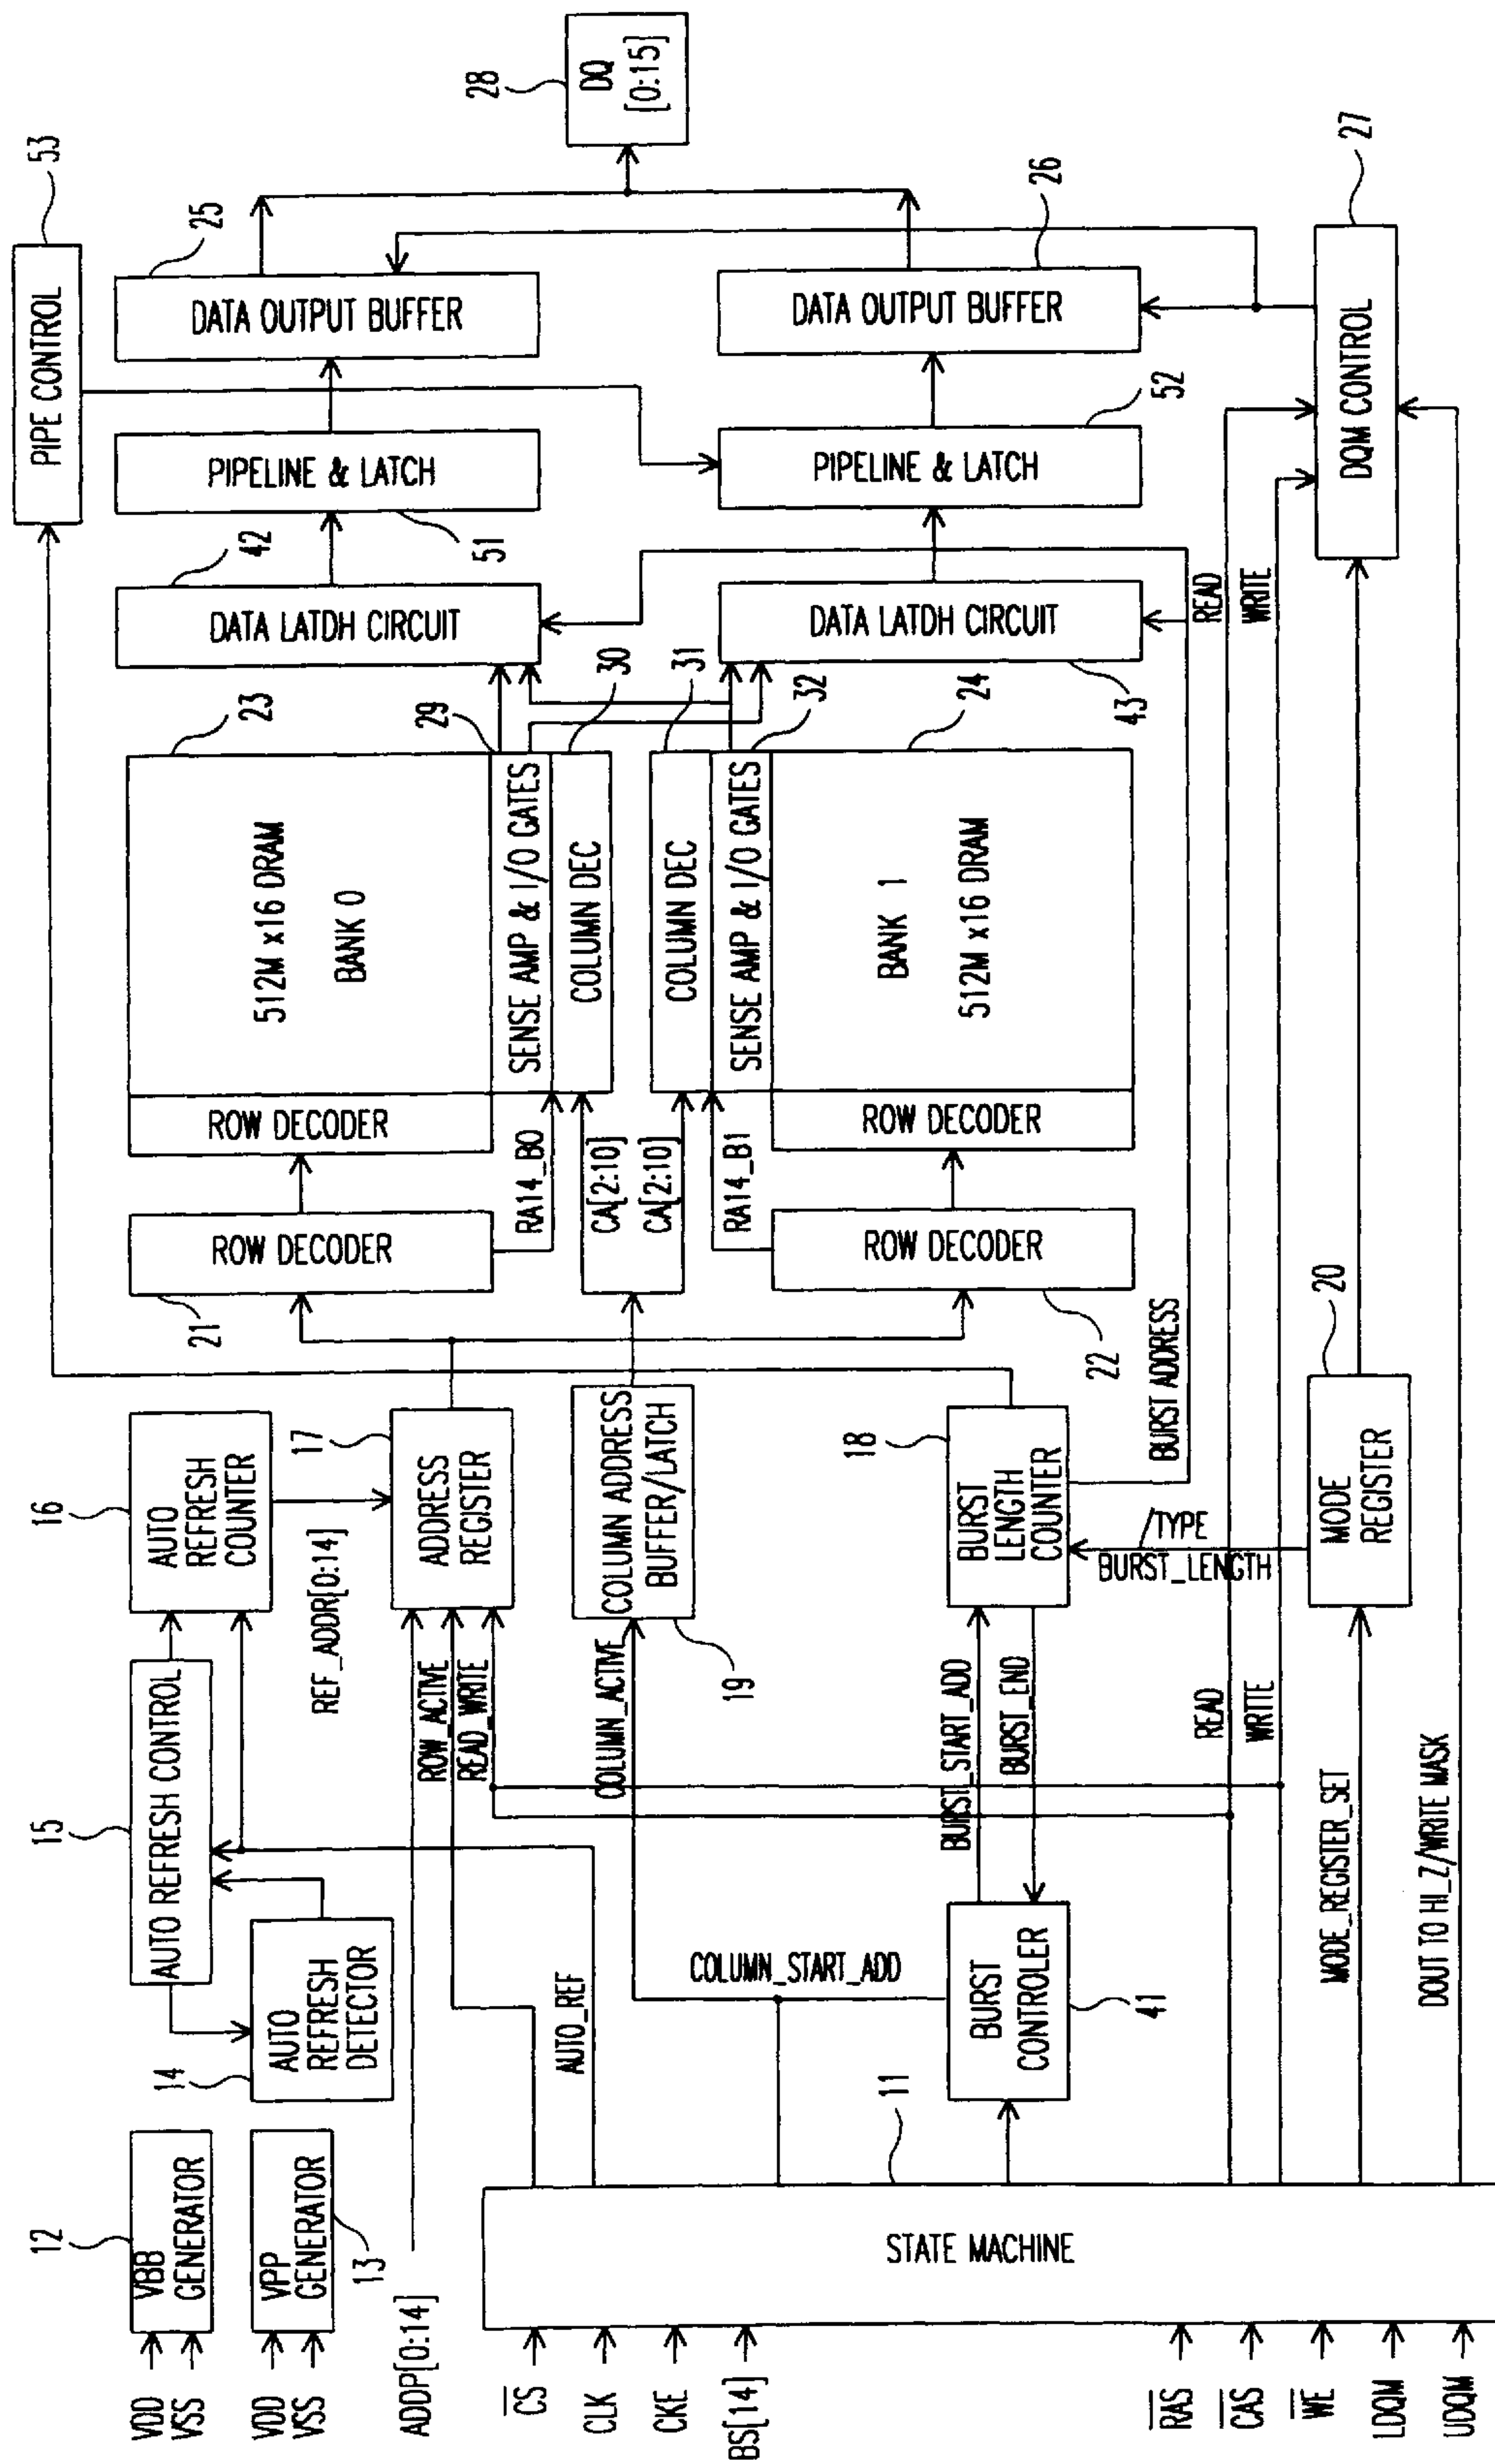 VDD
VSS
12
VBB
GENERATOR
VDD
VSS
VPP
GENERATOR
13
14
AUTO
REFRESH
DETECTOR
15
AUTO REFRESH CONTROL
16
AUTO
REFRESH
COUNTER
REF_ADDR[0:14]
17
ADDRESS
REGISTER
ADDP[0:14]
ROW_ACTIVE
READ_WRITE
AUTO_REF
COLUMN_ACTIVE
COLUMN ADDRESS
BUFFER/LATCH
19
COLUMN_START_ADD
C̅S̅
CLK
CKE
BS[14]
R̅A̅S̅
C̅A̅S̅
W̅E̅
LDQM
UDQM
STATE MACHINE
11
BURST
CONTROLER
41
BURST_START_ADD
BURST_END
18
BURST
LENGTH
COUNTER
/TYPE
BURST_LENGTH
BURST ADDRESS
READ
WRITE
MODE_REGISTER_SET
DOUT TO HI_Z/WRITE MASK
MODE
REGISTER
20
21
ROW DECODER
ROW DECODER
RA14_B0
CA[2:10]
CA[2:10]
RA14_B1
22
ROW DECODER
ROW DECODER
23
512M x16 DRAM
BANK 0
29
SENSE AMP & I/O GATES
COLUMN DEC
30
31
COLUMN DEC
SENSE AMP & I/O GATES
32
24
BANK 1
512M x16 DRAM
42
DATA LATDH CIRCUIT
DATA LATDH CIRCUIT
43
READ
WRITE
PIPELINE & LATCH
51
PIPELINE & LATCH
52
53
PIPE CONTROL
25
DATA OUTPUT BUFFER
DATA OUTPUT BUFFER
26
27
DQM CONTROL
28
DQ
[0:15]